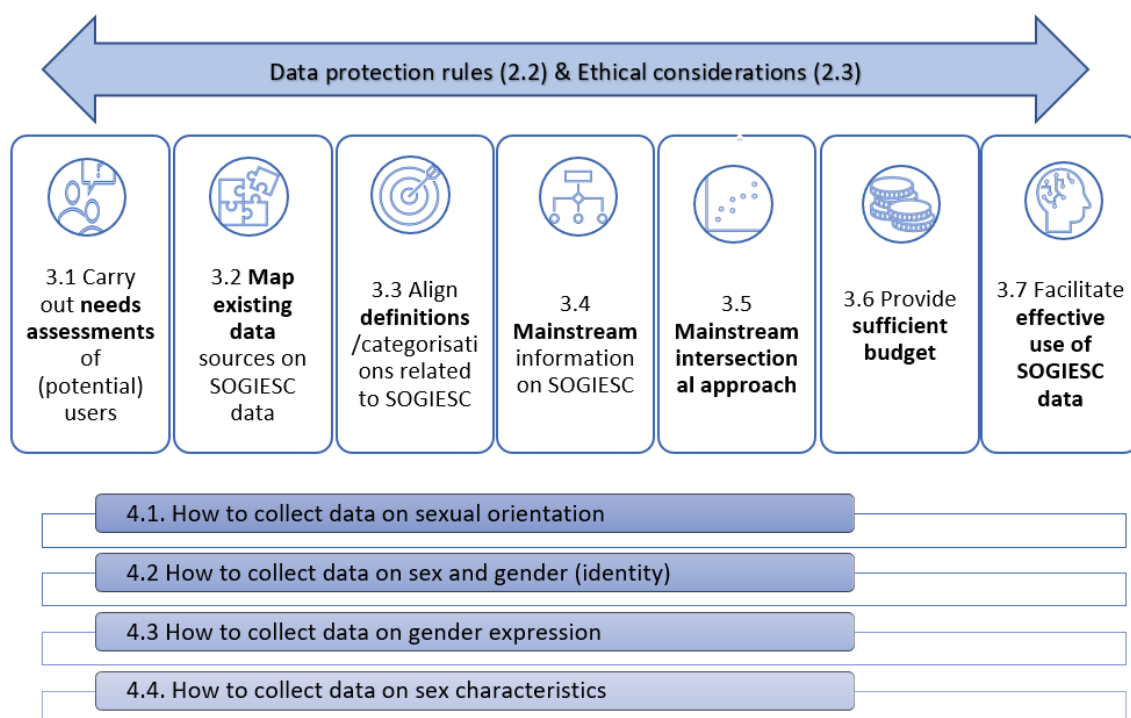 Data protection rules (2.2) & Ethical considerations (2.3)
?
3.1 Carry
out needs
assessments
of
(potential)
users
3.2 Map
existing
data
sources on
SOGIESC
data
3.3 Align
definitions
/categorisati
ons related
to SOGIESC
3.4
Mainstream
information
on SOGIESC
3.5
Mainstream
intersection
al approach
3.6 Provide
sufficient
budget
3.7 Facilitate
effective
use of
SOGIESC
data
4.1. How to collect data on sexual orientation
4.2 How to collect data on sex and gender (identity)
4.3 How to collect data on gender expression
4.4. How to collect data on sex characteristics